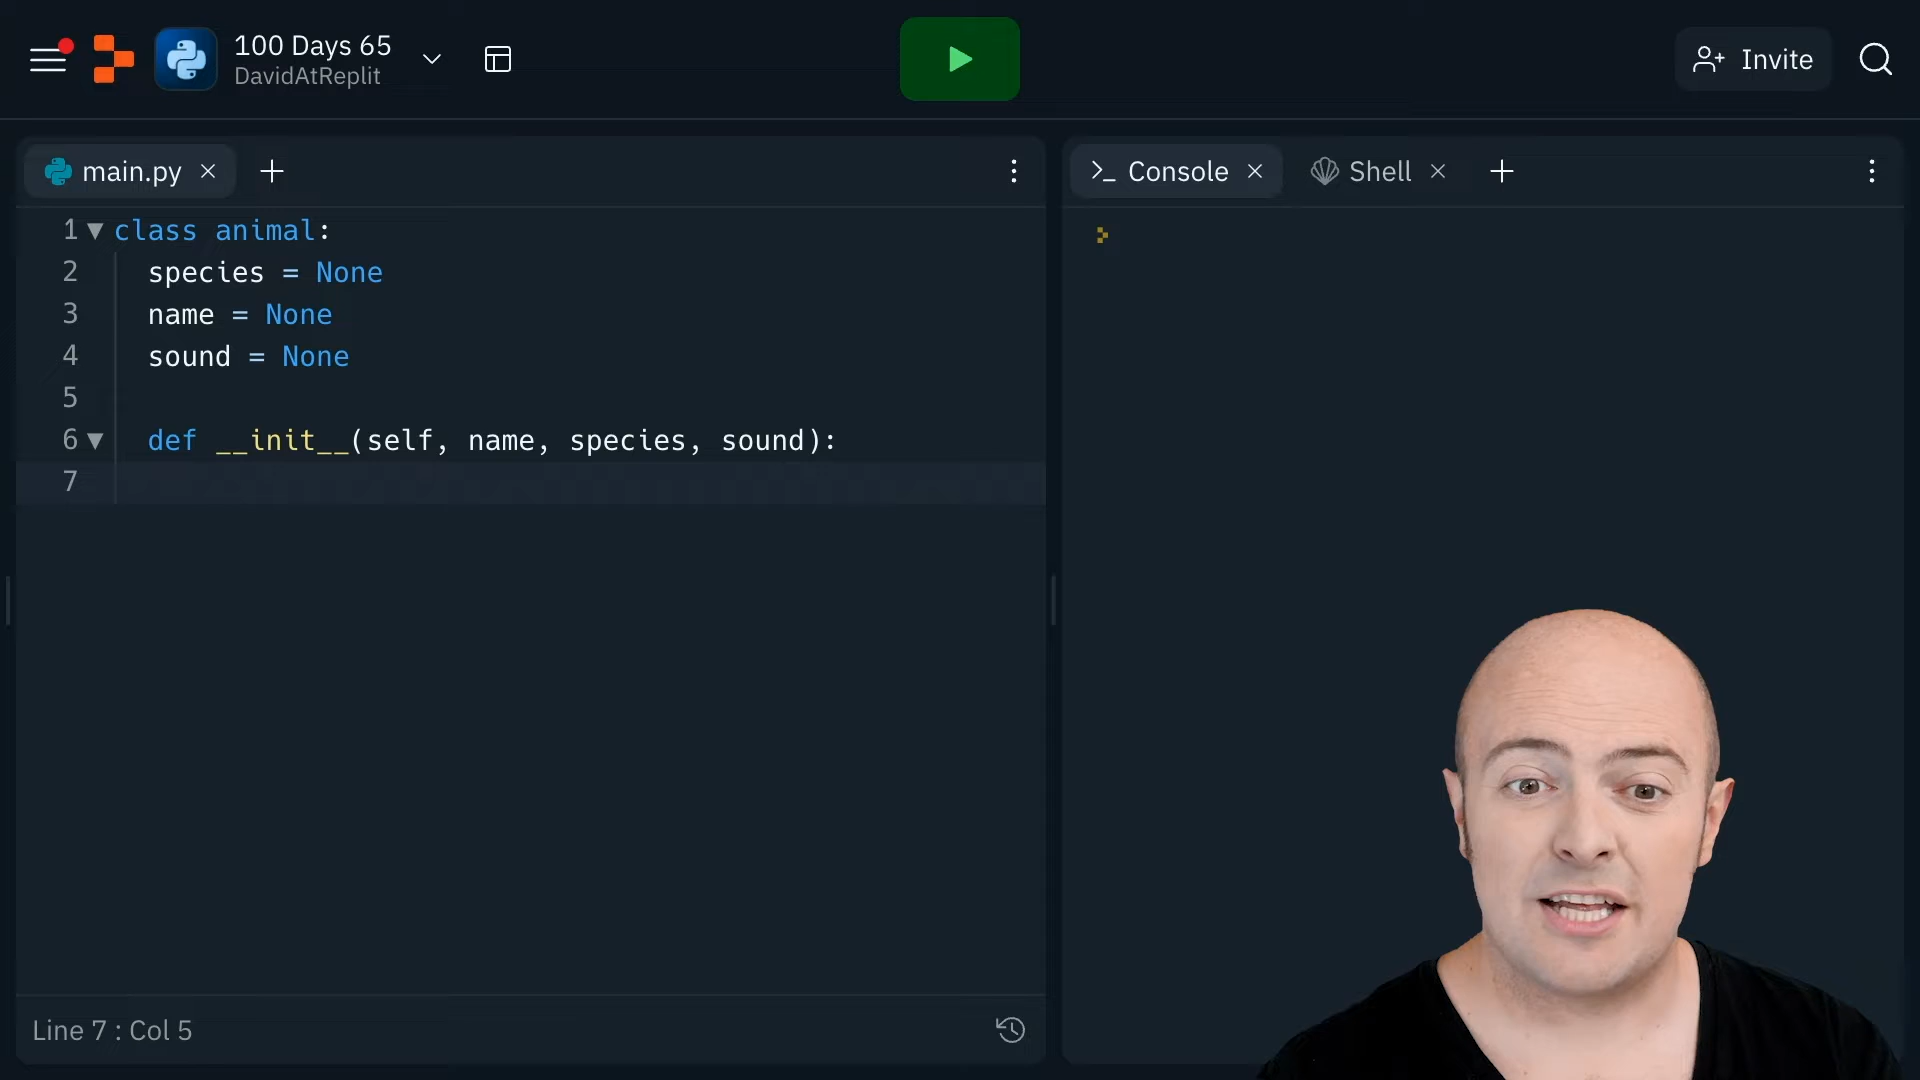 100 Days 65
DavidAtReplit
Invite
main.py
Console
Shell
1 class animal:
2 species = None
3 name = None
4 sound = None
5
6 def __init__(self, name, species, sound):
7
Line 7 : Col 5